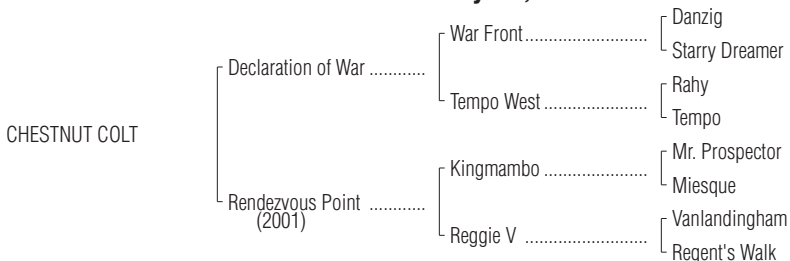 Danzig
War Front..............................
Starry Dreamer
Declaration of War ............
Rahy
Tempo West .........................
Tempo
CHESTNUT COLT
Mr. Prospector
Kingmambo .........................
Miesque
Rendezvous Point ............
(2001)
Vanlandingham
Reggie V ..............................
Regent's Walk